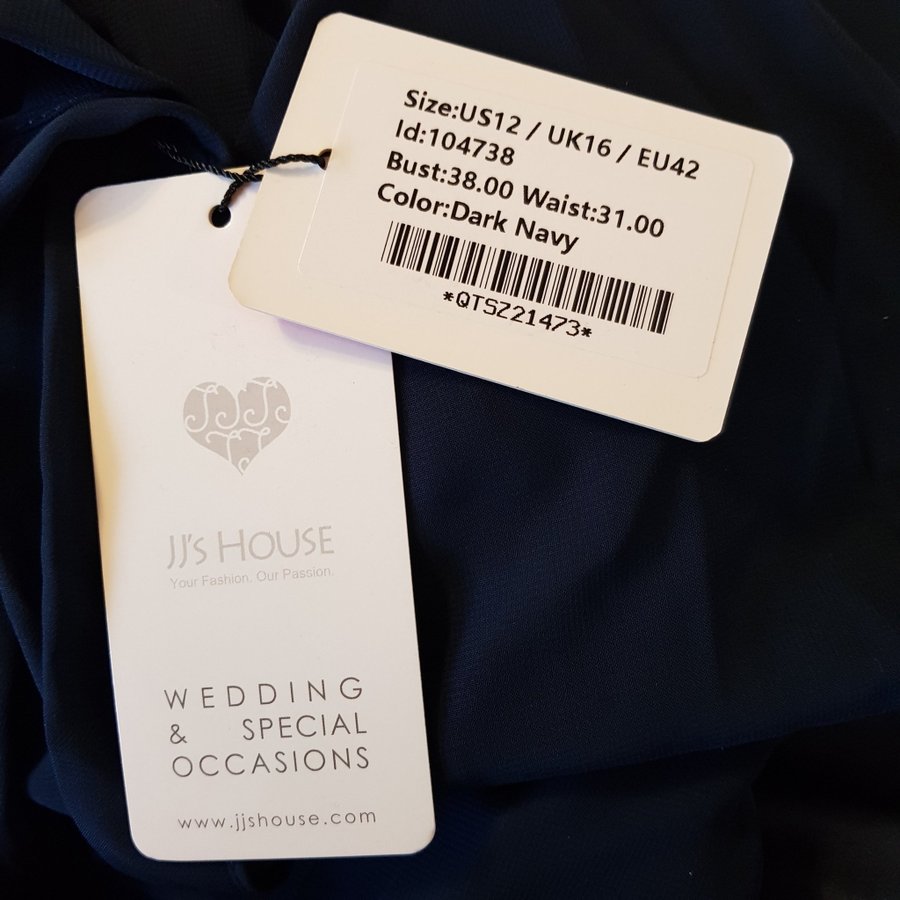 Size:US12 / UK16 / EU42
Id:104738
Bust:38.00 Waist:31.00
Color:Dark Navy
*QTSZ21473*
JJ's HOUSE
Your Fashion. Our Passion.
WEDDING
& SPECIAL
OCCASIONS
www.jjshouse.com